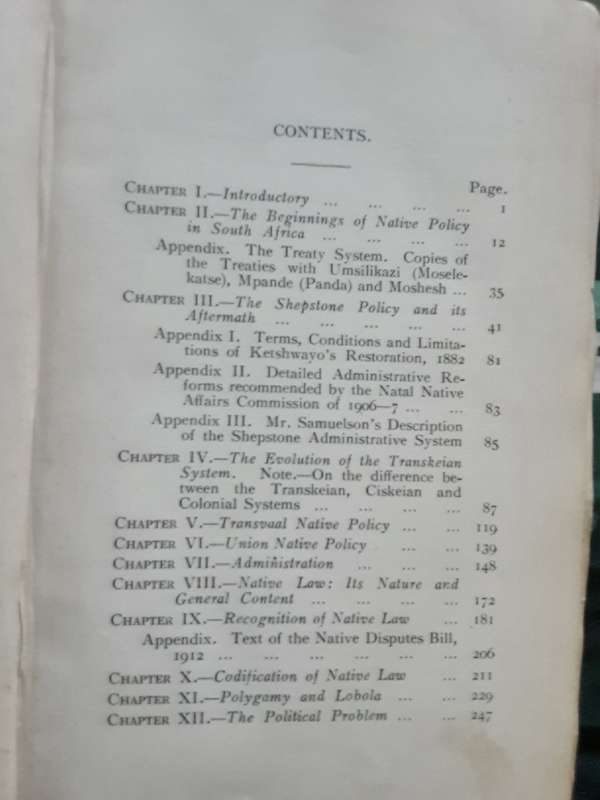 CONTENTS.
Page.
CHAPTER I.—Introductory ... ... ... ... 1
CHAPTER II.—The Beginnings of Native Policy
in South Africa ... ... ... ... 12
Appendix. The Treaty System. Copies of
the Treaties with Umsilikazi (Mosele-
katse), Mpande (Panda) and Moshesh ... 35
CHAPTER III.—The Shepstone Policy and its
Aftermath ... ... ... ... ... 41
Appendix I. Terms, Conditions and Limita-
tions of Ketshwayo's Restoration, 1882 81
Appendix II. Detailed Administrative Re-
forms recommended by the Natal Native
Affairs Commission of 1906—7 ... ... 83
Appendix III. Mr. Samuelson's Description
of the Shepstone Administrative System 85
CHAPTER IV.—The Evolution of the Transkeian
System. Note.—On the difference be-
tween the Transkeian, Ciskeian and
Colonial Systems ... ... ... ... 87
CHAPTER V.—Transvaal Native Policy ... ... 119
CHAPTER VI.—Union Native Policy ... ... 139
CHAPTER VII.—Administration ... ... ... 148
CHAPTER VIII.—Native Law: Its Nature and
General Content ... ... ... ... 172
CHAPTER IX.—Recognition of Native Law ... 181
Appendix. Text of the Native Disputes Bill,
1912 ... ... ... ... ... ... 206
CHAPTER X.—Codification of Native Law ... 211
CHAPTER XI.—Polygamy and Lobola ... ... 229
CHAPTER XII.—The Political Problem ... ... 247